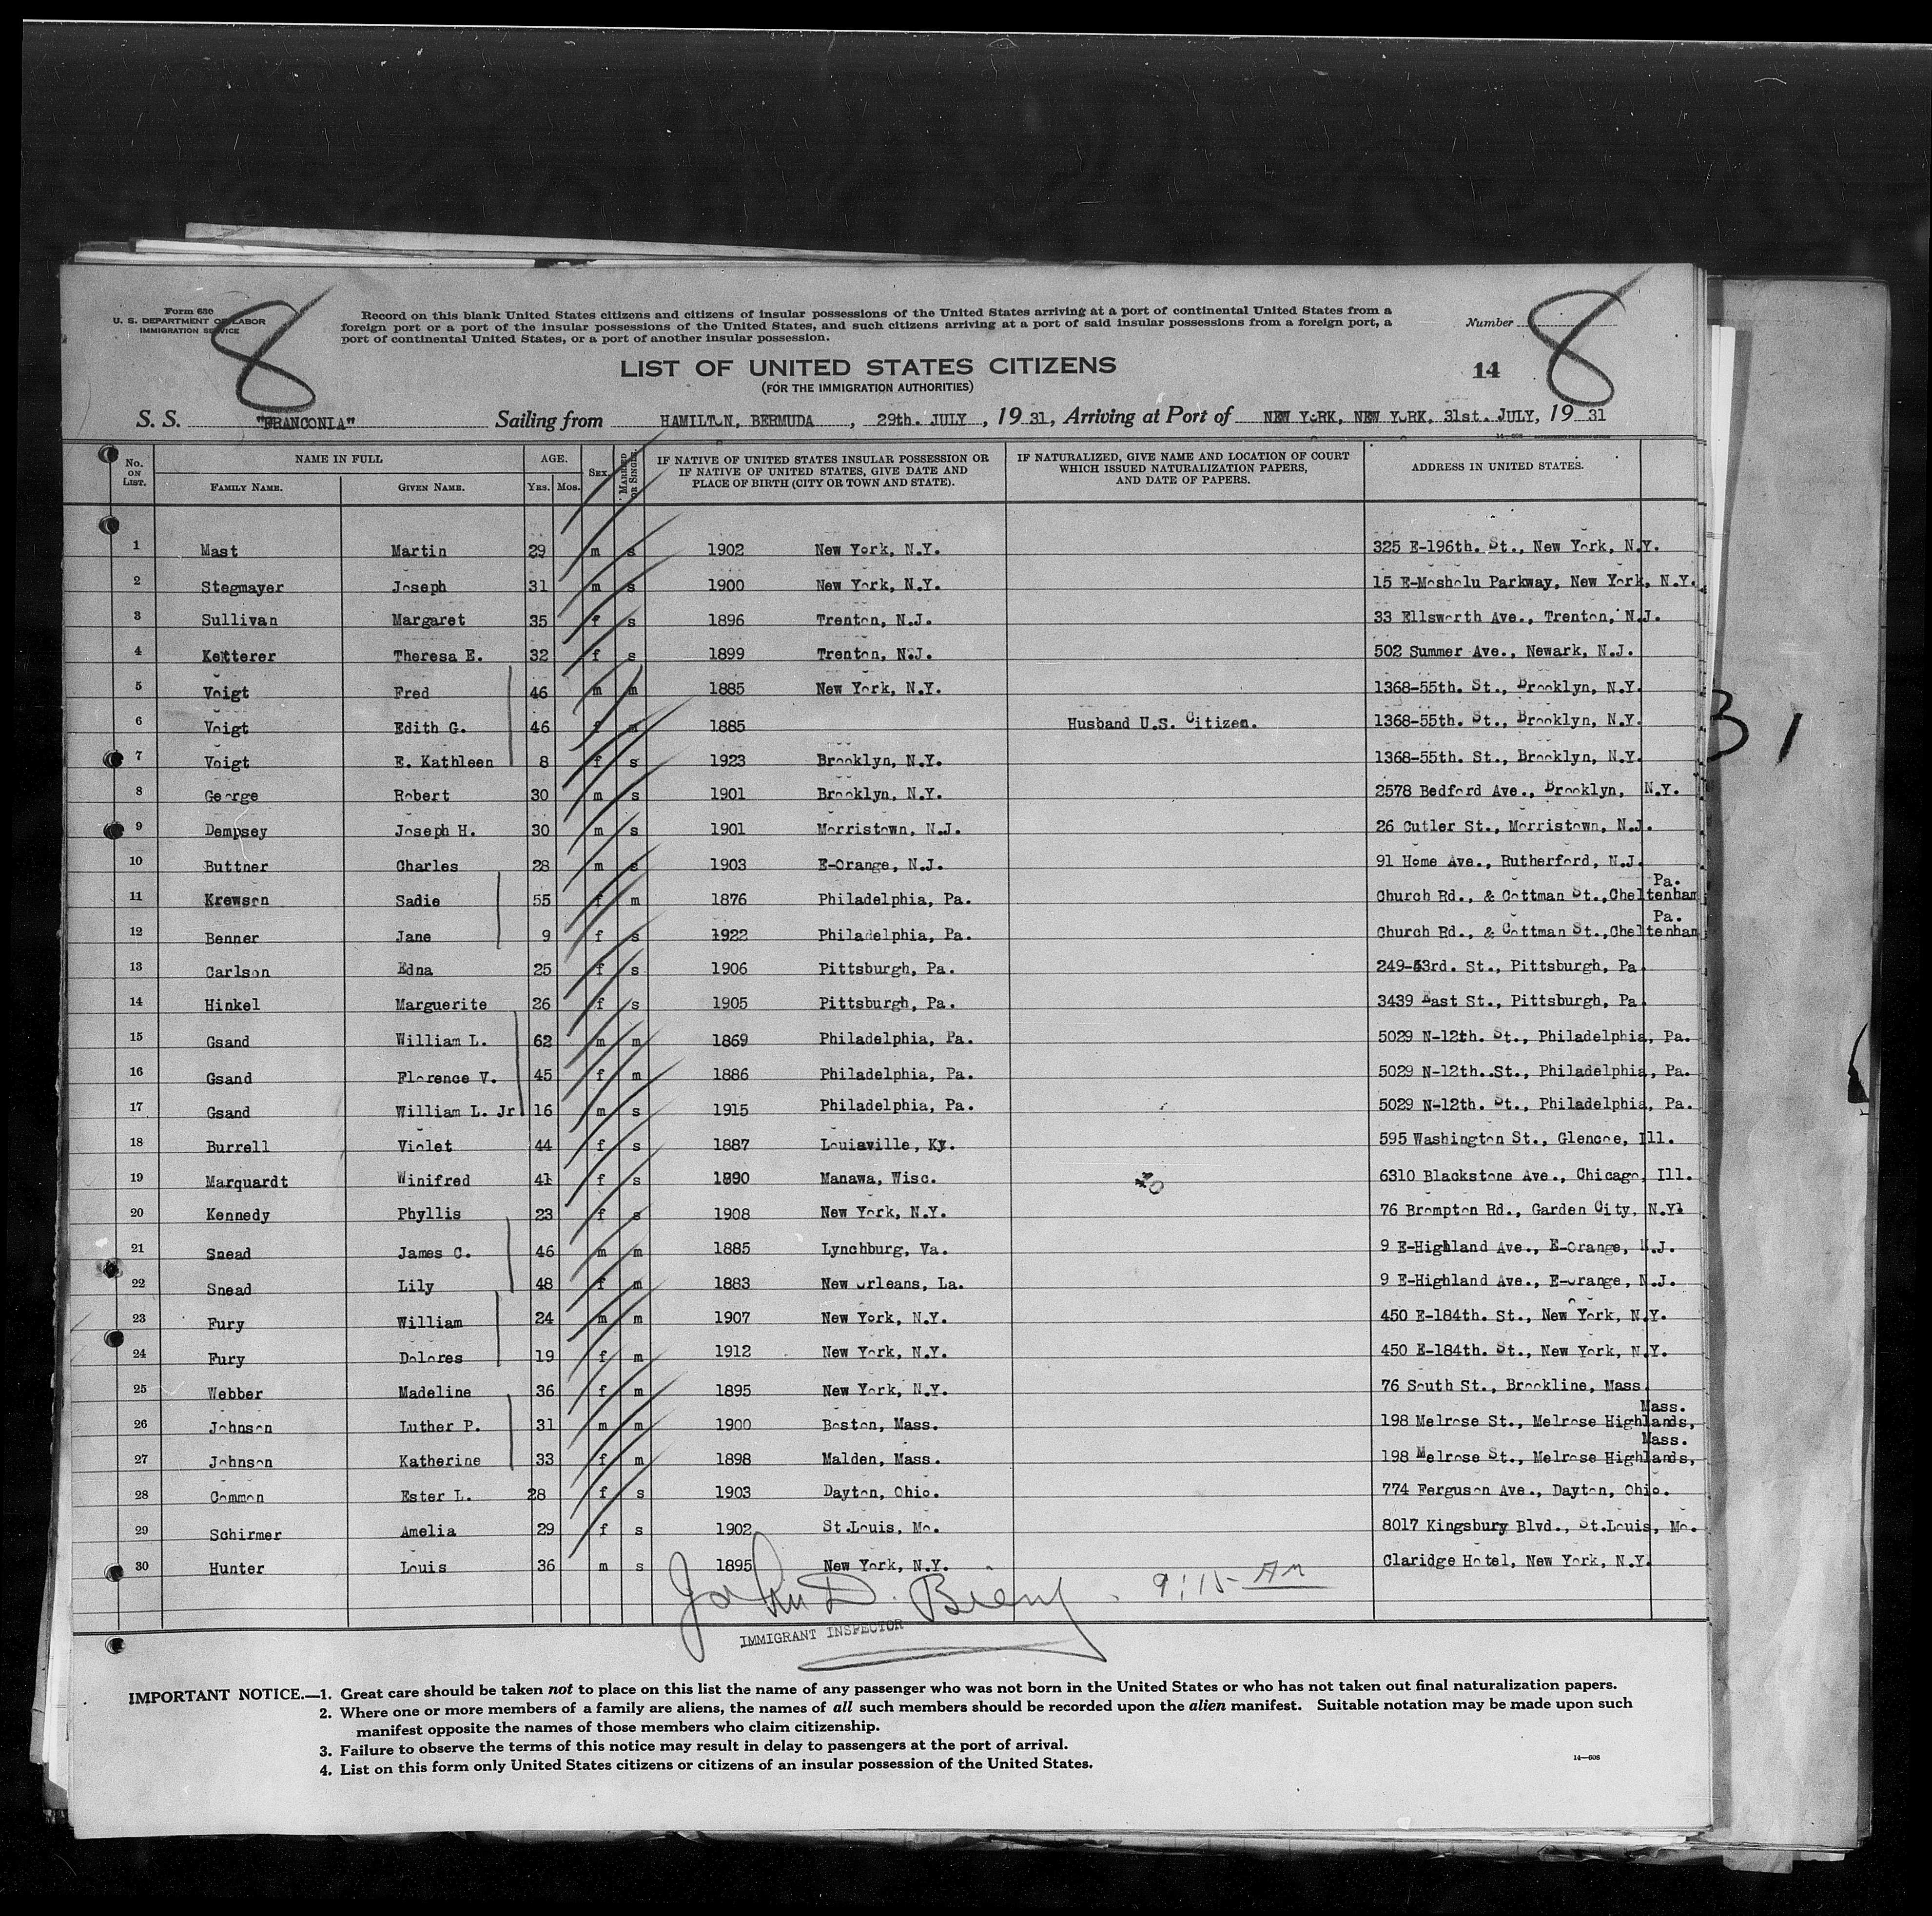 Form 630
U. S. DEPARTMENT OF LABOR
IMMIGRATION SERVICE
8
Record on this blank United States citizens and citizens of insular possessions of the United States arriving at a port of continental United States from a
foreign port or a port of the insular possessions of the United States, and such citizens arriving at a port of said insular possessions from a foreign port, a
port of continental United States, or a port of another insular possession.
Number
8
LIST OF UNITED STATES CITIZENS
(FOR THE IMMIGRATION AUTHORITIES)
14
S. S. "FRANCONIA" Sailing from HAMILTON, BERMUDA, 29th. JULY, 19 31, Arriving at Port of NEW YORK, NEW YORK, 31st. JULY, 19 31
No. ON LIST. NAME IN FULL FAMILY NAME. GIVEN NAME. AGE. YRS. MOS. SEX. MARRIED OR SINGLE. IF NATIVE OF UNITED STATES INSULAR POSSESSION OR IF NATIVE OF UNITED STATES, GIVE DATE AND PLACE OF BIRTH (CITY OR TOWN AND STATE). IF NATURALIZED, GIVE NAME AND LOCATION OF COURT WHICH ISSUED NATURALIZATION PAPERS, AND DATE OF PAPERS. ADDRESS IN UNITED STATES.
1 Mast Martin 29 m s 1902 New York, N.Y. 325 E-196th. St., New York, N.Y.
2 Stegmayer Joseph 31 m s 1900 New York, N.Y. 15 E-Mosholu Parkway, New York, N.Y.
3 Sullivan Margaret 35 f s 1896 Trenton, N.J. 33 Ellsworth Ave., Trenton, N.J.
4 Ketterer Theresa E. 32 f s 1899 Trenton, N.J. 502 Summer Ave., Newark, N.J.
5 Voigt Fred 46 m m 1885 New York, N.Y. 1368-55th. St., Brooklyn, N.Y.
6 Voigt Edith G. 46 f m 1885 Husband U.S. Citizen. 1368-55th. St., Brooklyn, N.Y.
7 Voigt E. Kathleen 8 f s 1923 Brooklyn, N.Y. 1368-55th. St., Brooklyn, N.Y.
8 George Robert 30 m s 1901 Brooklyn, N.Y. 2578 Bedford Ave., Brooklyn, N.Y.
9 Dempsey Joseph H. 30 m s 1901 Morristown, N.J. 26 Cutler St., Morristown, N.J.
10 Buttner Charles 28 m s 1903 E-Orange, N.J. 91 Home Ave., Rutherford, N.J.
11 Krewson Sadie 55 f m 1876 Philadelphia, Pa. Church Rd., & Cottman St., Cheltenham Pa.
12 Benner Jane 9 f s 1922 Philadelphia, Pa. Church Rd., & Cottman St., Cheltenham Pa.
13 Carlson Edna 25 f s 1906 Pittsburgh, Pa. 249-43rd. St., Pittsburgh, Pa.
14 Hinkel Marguerite 26 f s 1905 Pittsburgh, Pa. 3439 East St., Pittsburgh, Pa.
15 Gsand William L. 62 m m 1869 Philadelphia, Pa. 5029 N-12th. St., Philadelphia, Pa.
16 Gsand Florence V. 45 f m 1886 Philadelphia, Pa. 5029 N-12th. St., Philadelphia, Pa.
17 Gsand William L. Jr 16 m s 1915 Philadelphia, Pa. 5029 N-12th. St., Philadelphia, Pa.
18 Burrell Violet 44 f s 1887 Louisville, Ky. 595 Washington St., Glencoe, Ill.
19 Marquardt Winifred 41 f s 1890 Manawa, Wisc. 6310 Blackstone Ave., Chicago, Ill.
20 Kennedy Phyllis 23 f s 1908 New York, N.Y. 76 Brompton Rd., Garden City, N.Y.
21 Snead James C. 46 m m 1885 Lynchburg, Va. 9 E-Highland Ave., E-Orange, N.J.
22 Snead Lily 48 f m 1883 New Orleans, La. 9 E-Highland Ave., E-Orange, N.J.
23 Fury William 24 m m 1907 New York, N.Y. 450 E-184th. St., New York, N.Y.
24 Fury Dolores 19 f m 1912 New York, N.Y. 450 E-184th. St., New York, N.Y.
25 Webber Madeline 36 f m 1895 New York, N.Y. 76 South St., Brookline, Mass.
26 Johnson Luther P. 31 m m 1900 Boston, Mass. 198 Melrose St., Melrose Highlands, Mass.
27 Johnson Katherine 33 f m 1898 Malden, Mass. 198 Melrose St., Melrose Highlands, Mass.
28 Common Ester L. 28 f s 1903 Dayton, Ohio. 774 Ferguson Ave., Dayton, Ohio.
29 Schirmer Amelia 29 f s 1902 St.Louis, Mo. 8017 Kingsbury Blvd., St.Louis, Mo.
30 Hunter Louis 36 m s 1895 New York, N.Y. Claridge Hotel, New York, N.Y.
John D. 9:15 AM
IMMIGRANT INSPECTOR
IMPORTANT NOTICE.—1. Great care should be taken not to place on this list the name of any passenger who was not born in the United States or who has not taken out final naturalization papers.
2. Where one or more members of a family are aliens, the names of all such members should be recorded upon the alien manifest. Suitable notation may be made upon such
manifest opposite the names of those members who claim citizenship.
3. Failure to observe the terms of this notice may result in delay to passengers at the port of arrival.
4. List on this form only United States citizens or citizens of an insular possession of the United States.
14—508
31